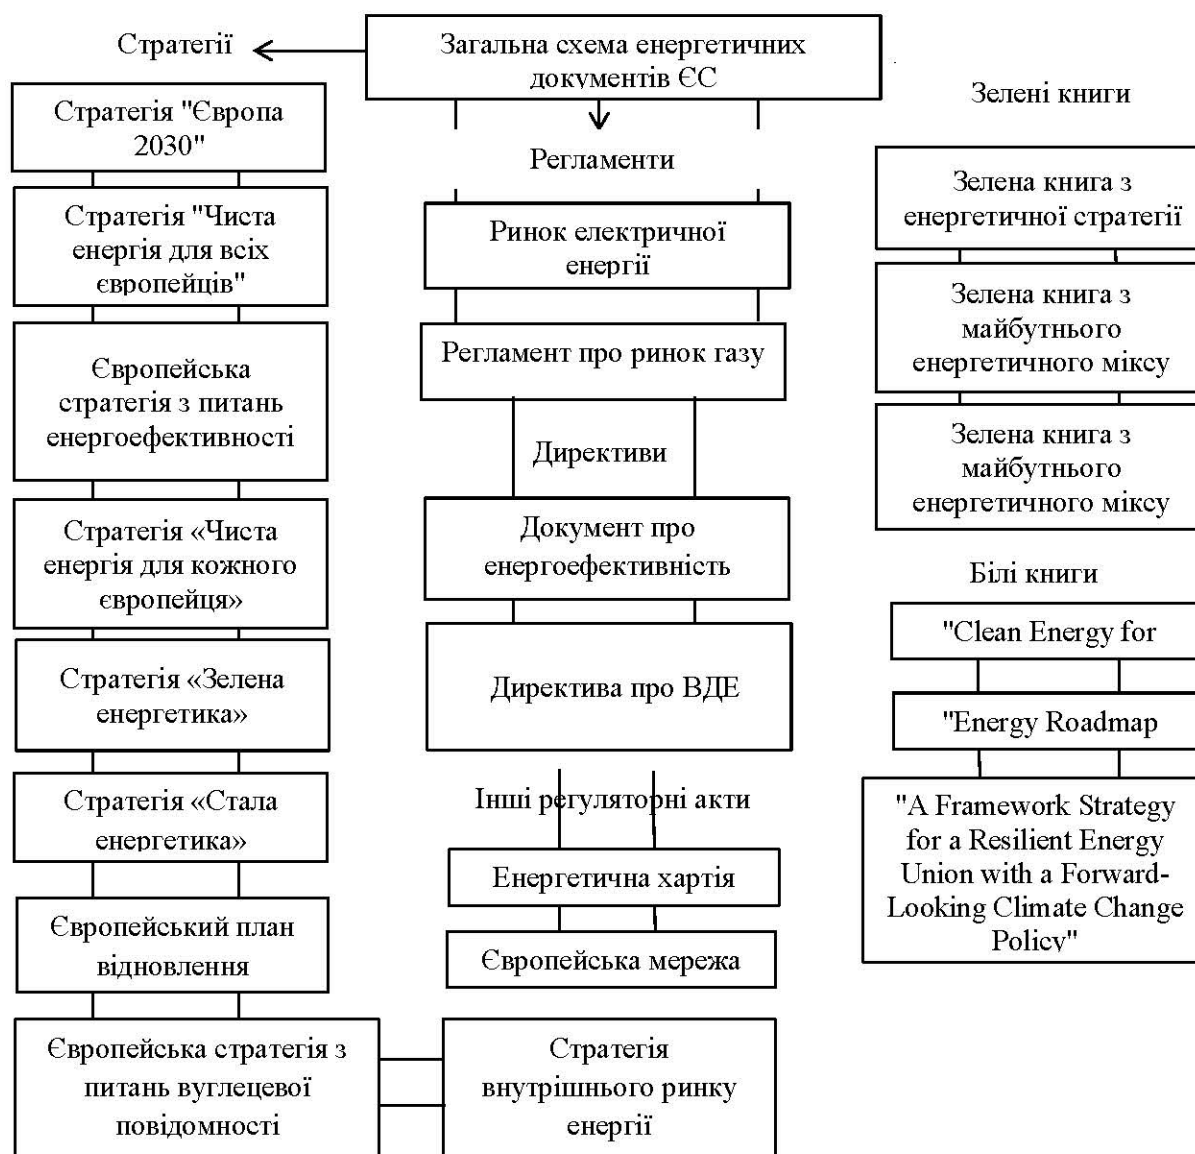 Загальна схема енергетичних
документів ЄС
Стратегії
Стратегія "Європа
2030"
Стратегія "Чиста
енергія для всіх
європейців"
Європейська
стратегія з питань
енергоефективності
Стратегія «Чиста
енергія для кожного
європейця»
Стратегія «Зелена
енергетика»
Стратегія «Стала
енергетика»
Європейський план
відновлення
Європейська стратегія з
питань вуглецевої
повідомності
Стратегія
внутрішнього ринку
енергії
Регламенти
Ринок електричної
енергії
Регламент про ринок газу
Директиви
Документ про
енергоефективність
Директива про ВДЕ
Інші регуляторні акти
Енергетична хартія
Європейська мережа
Зелені книги
Зелена книга з
енергетичної стратегії
Зелена книга з
майбутнього
енергетичного міксу
Зелена книга з
майбутнього
енергетичного міксу
Білі книги
"Clean Energy for
"Energy Roadmap
"A Framework Strategy
for a Resilient Energy
Union with a Forward-
Looking Climate Change
Policy"